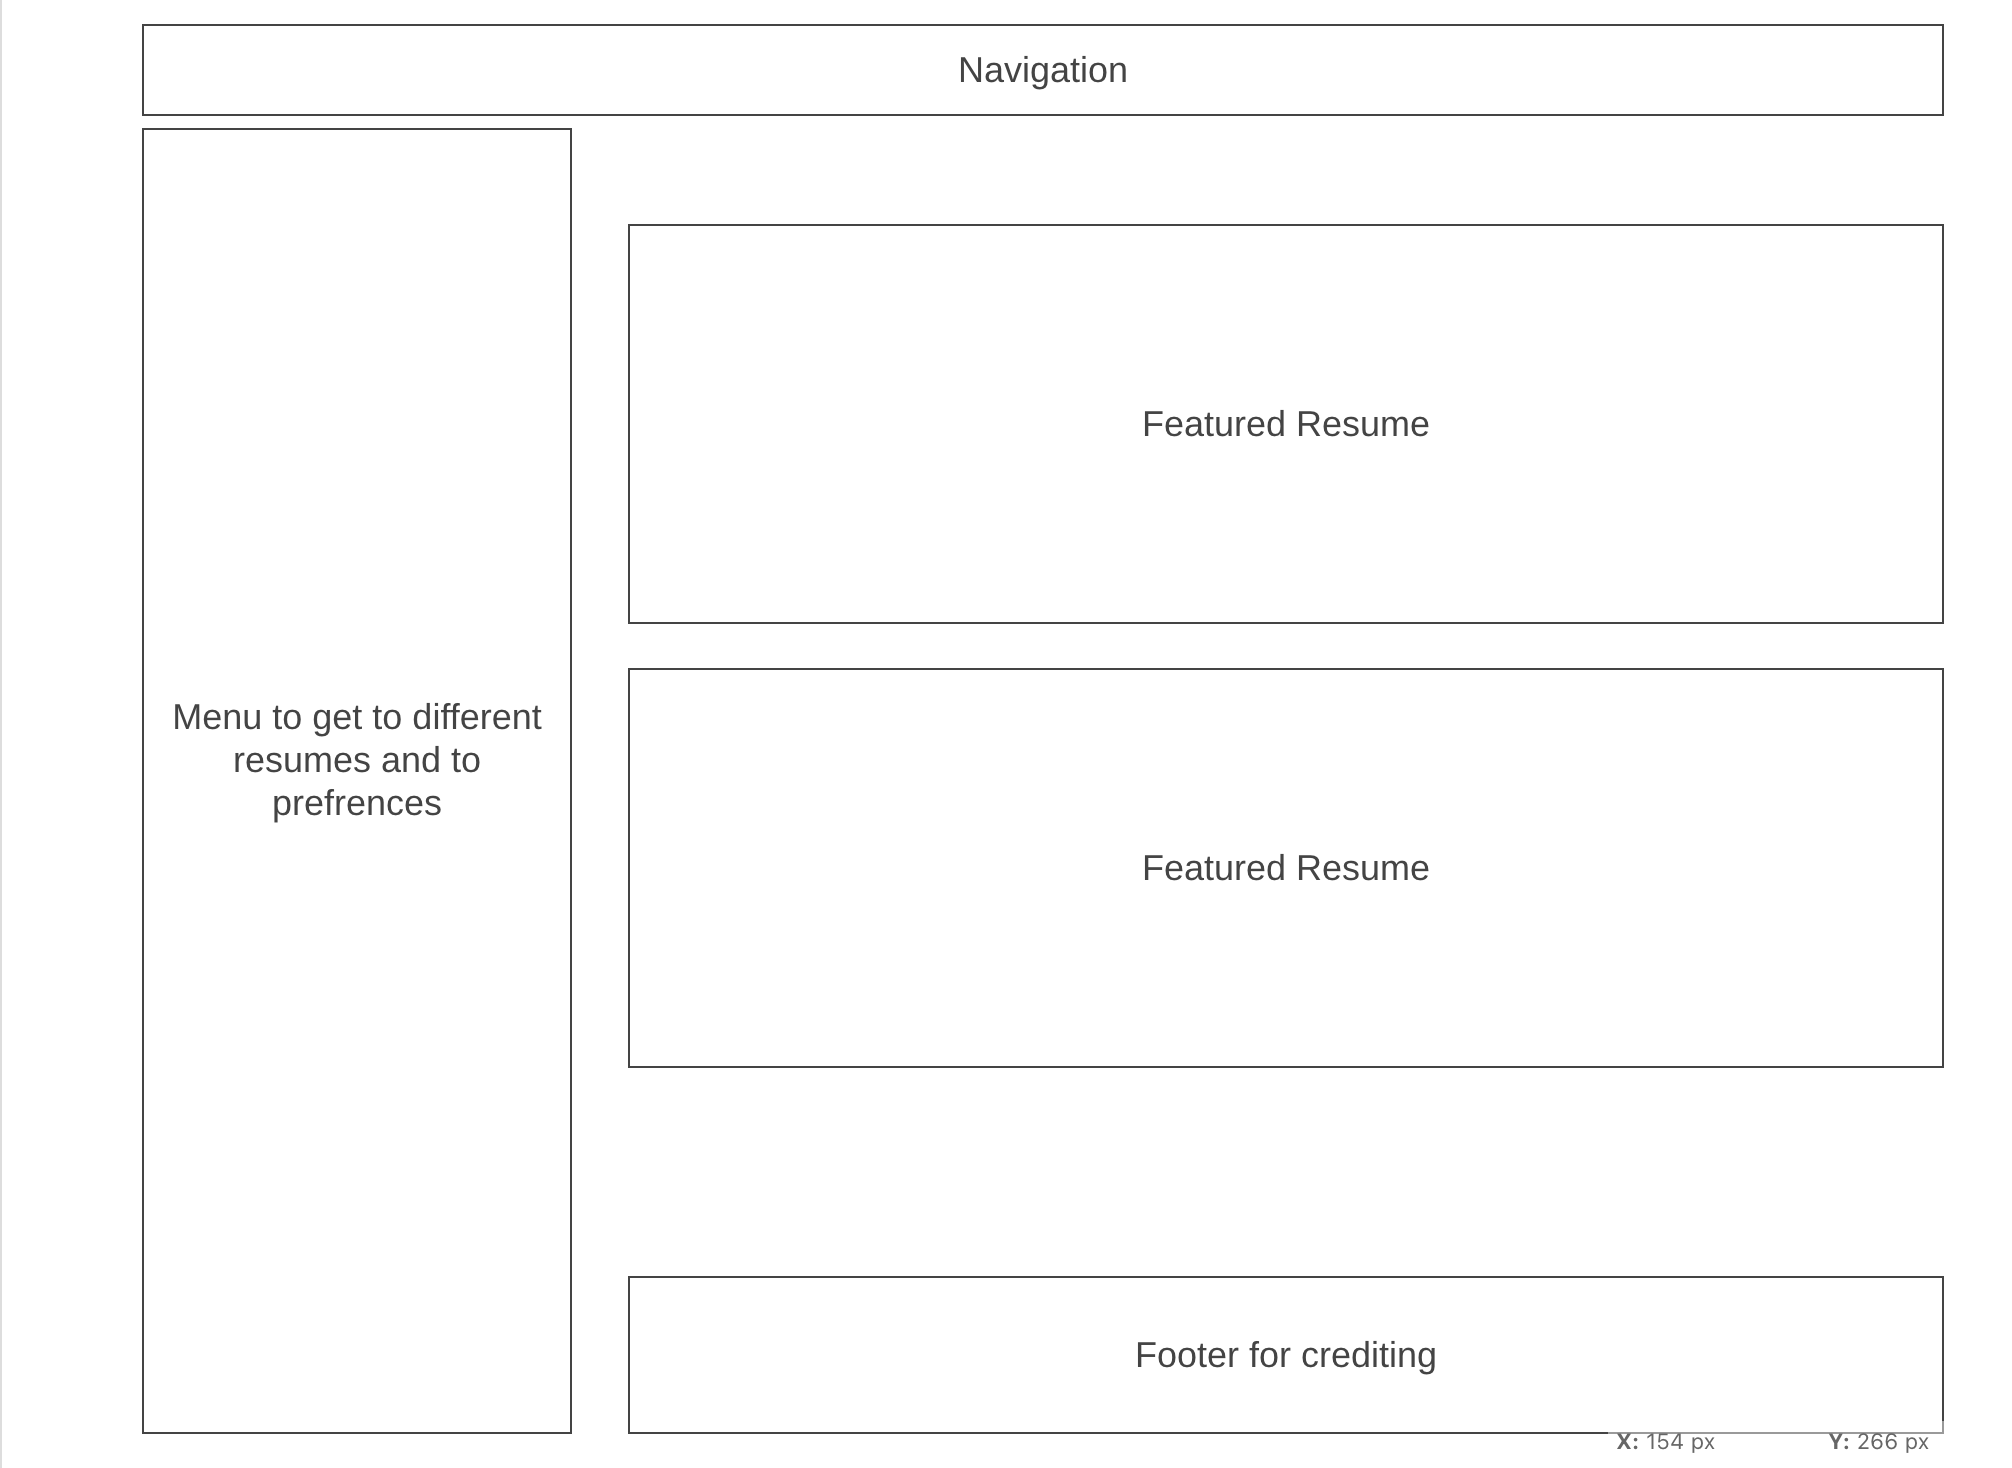 Navigation
Menu to get to different
resumes and to
prefrences
Featured Resume
Featured Resume
Footer for crediting
X: 154 px Y: 266 px